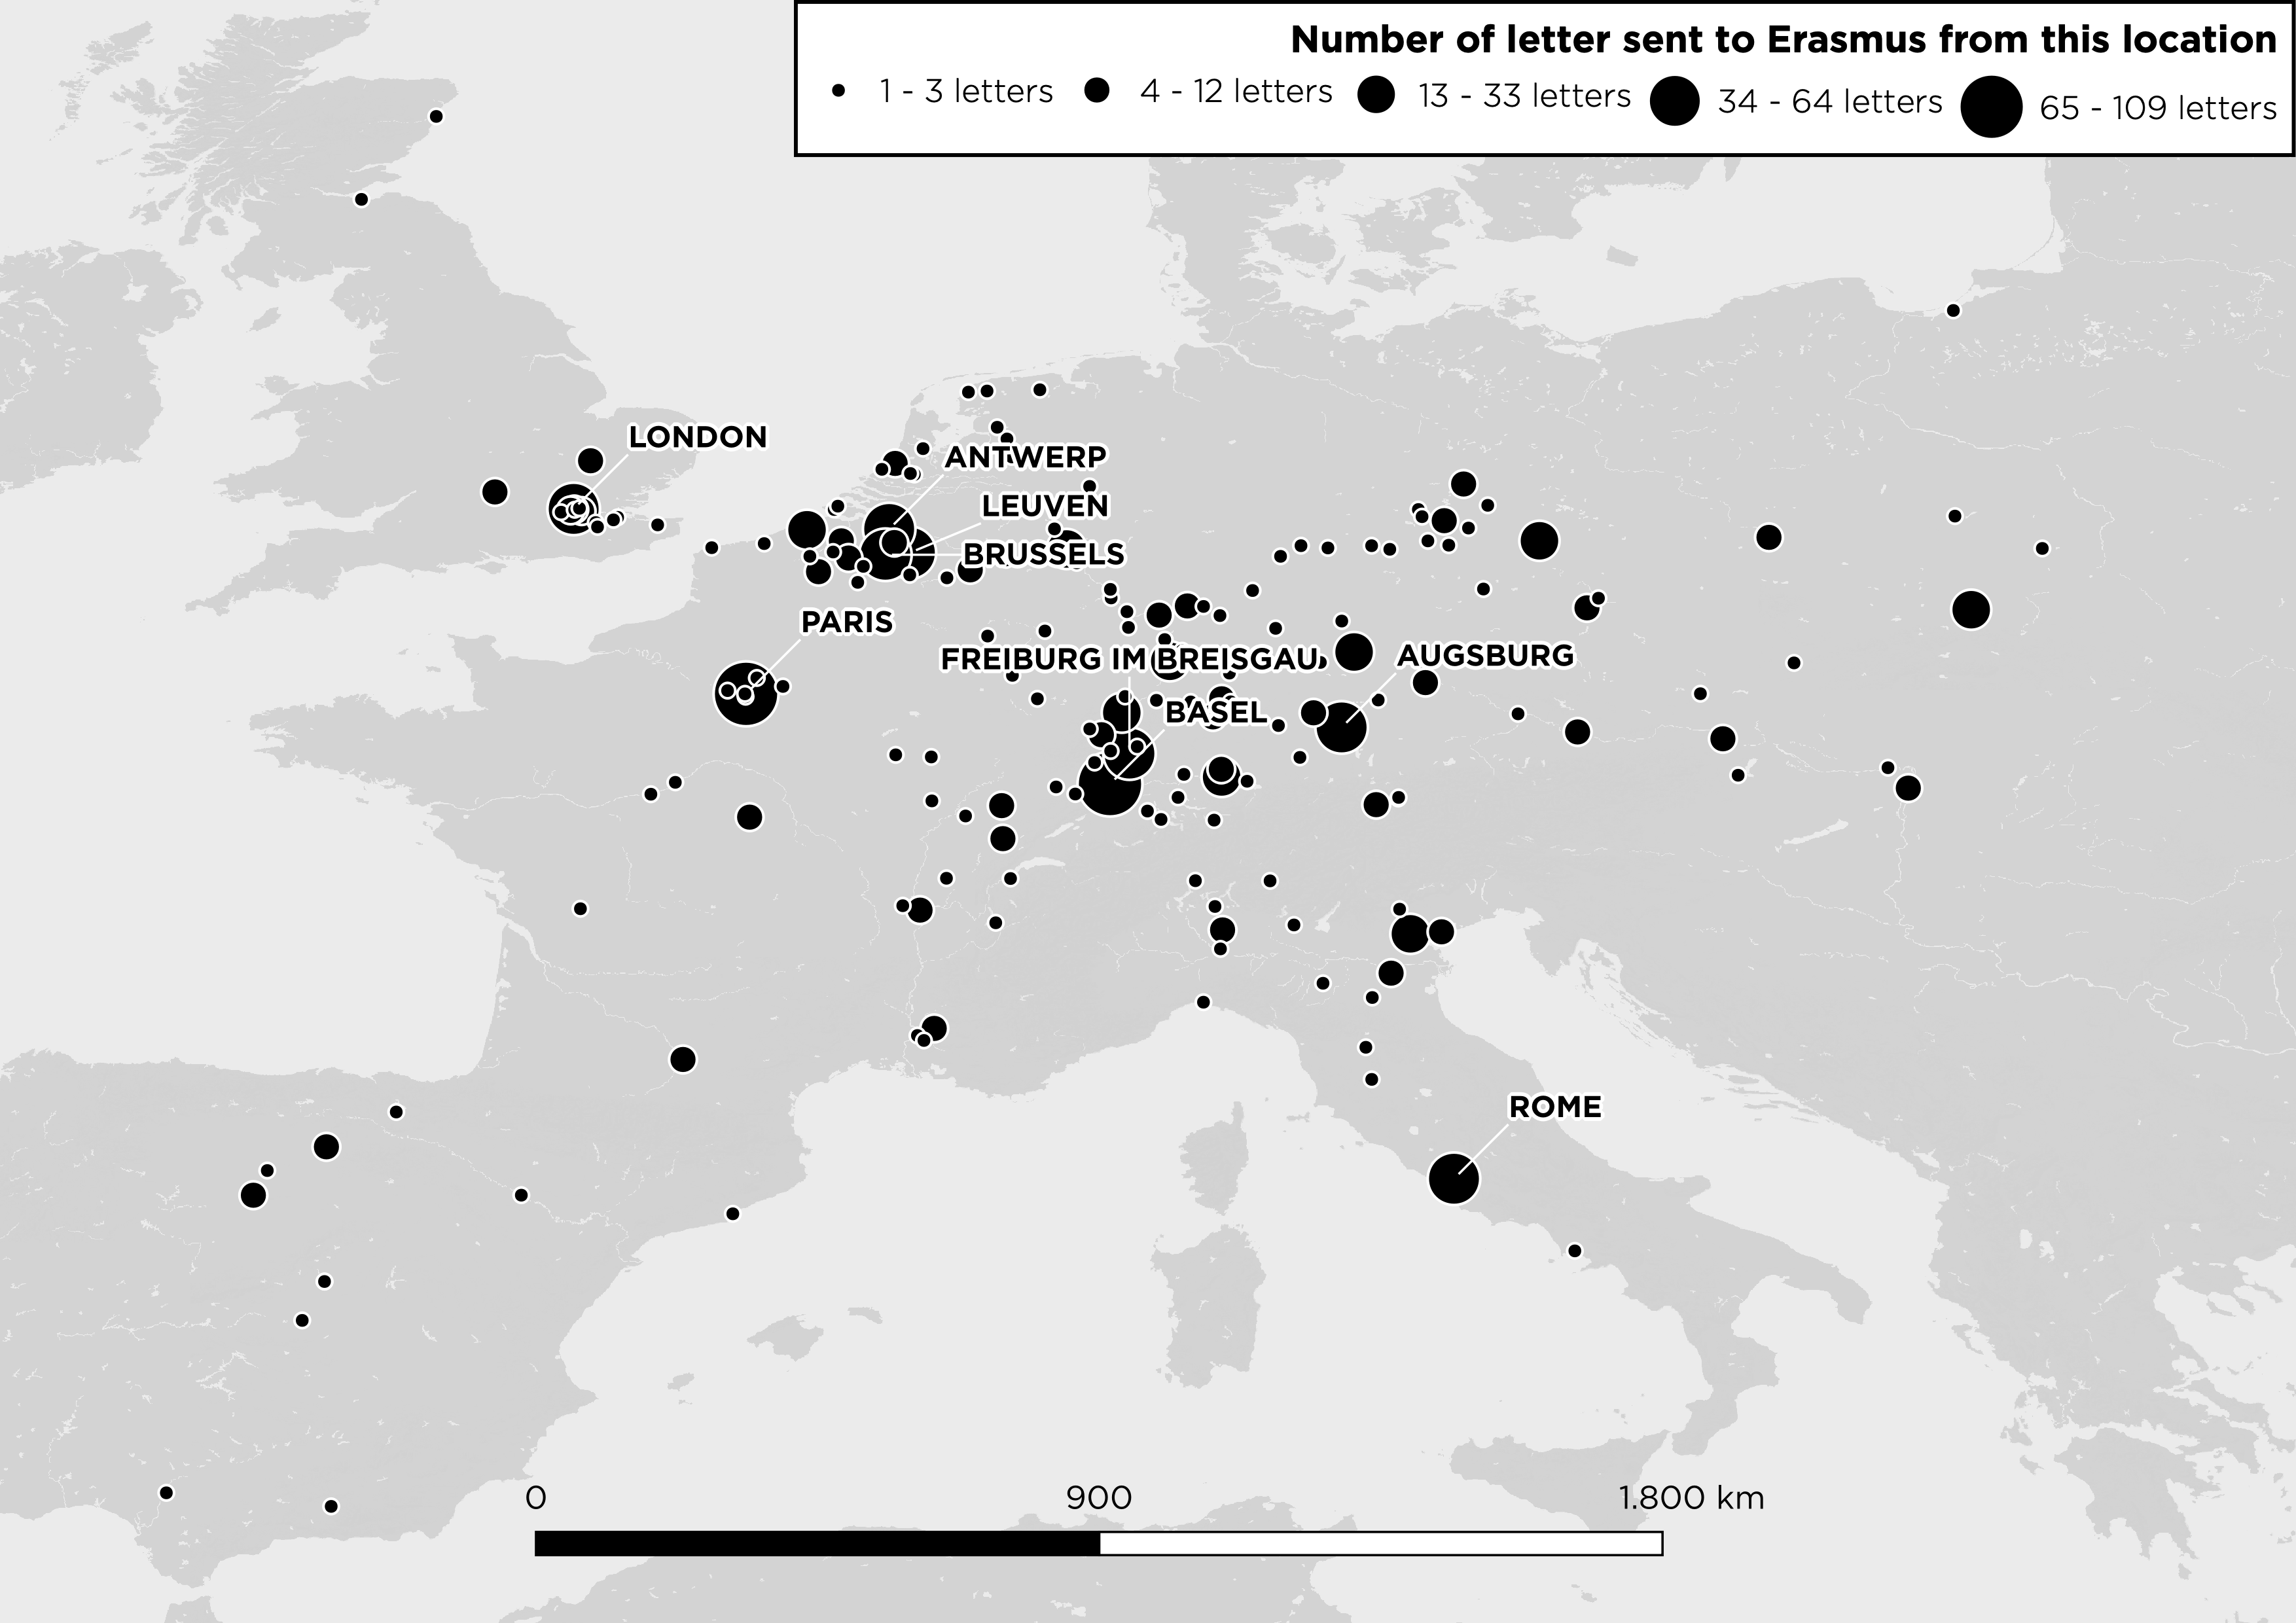 Number of letter sent to Erasmus from this location
1 - 3 letters 4 - 12 letters 13 - 33 letters 34 - 64 letters 65 - 109 letters
LONDON
ANTWERP
LEUVEN
BRUSSELS
PARIS
FREIBURG IM BREISGAU
AUGSBURG
BASEL
ROME
0 900 1.800 km